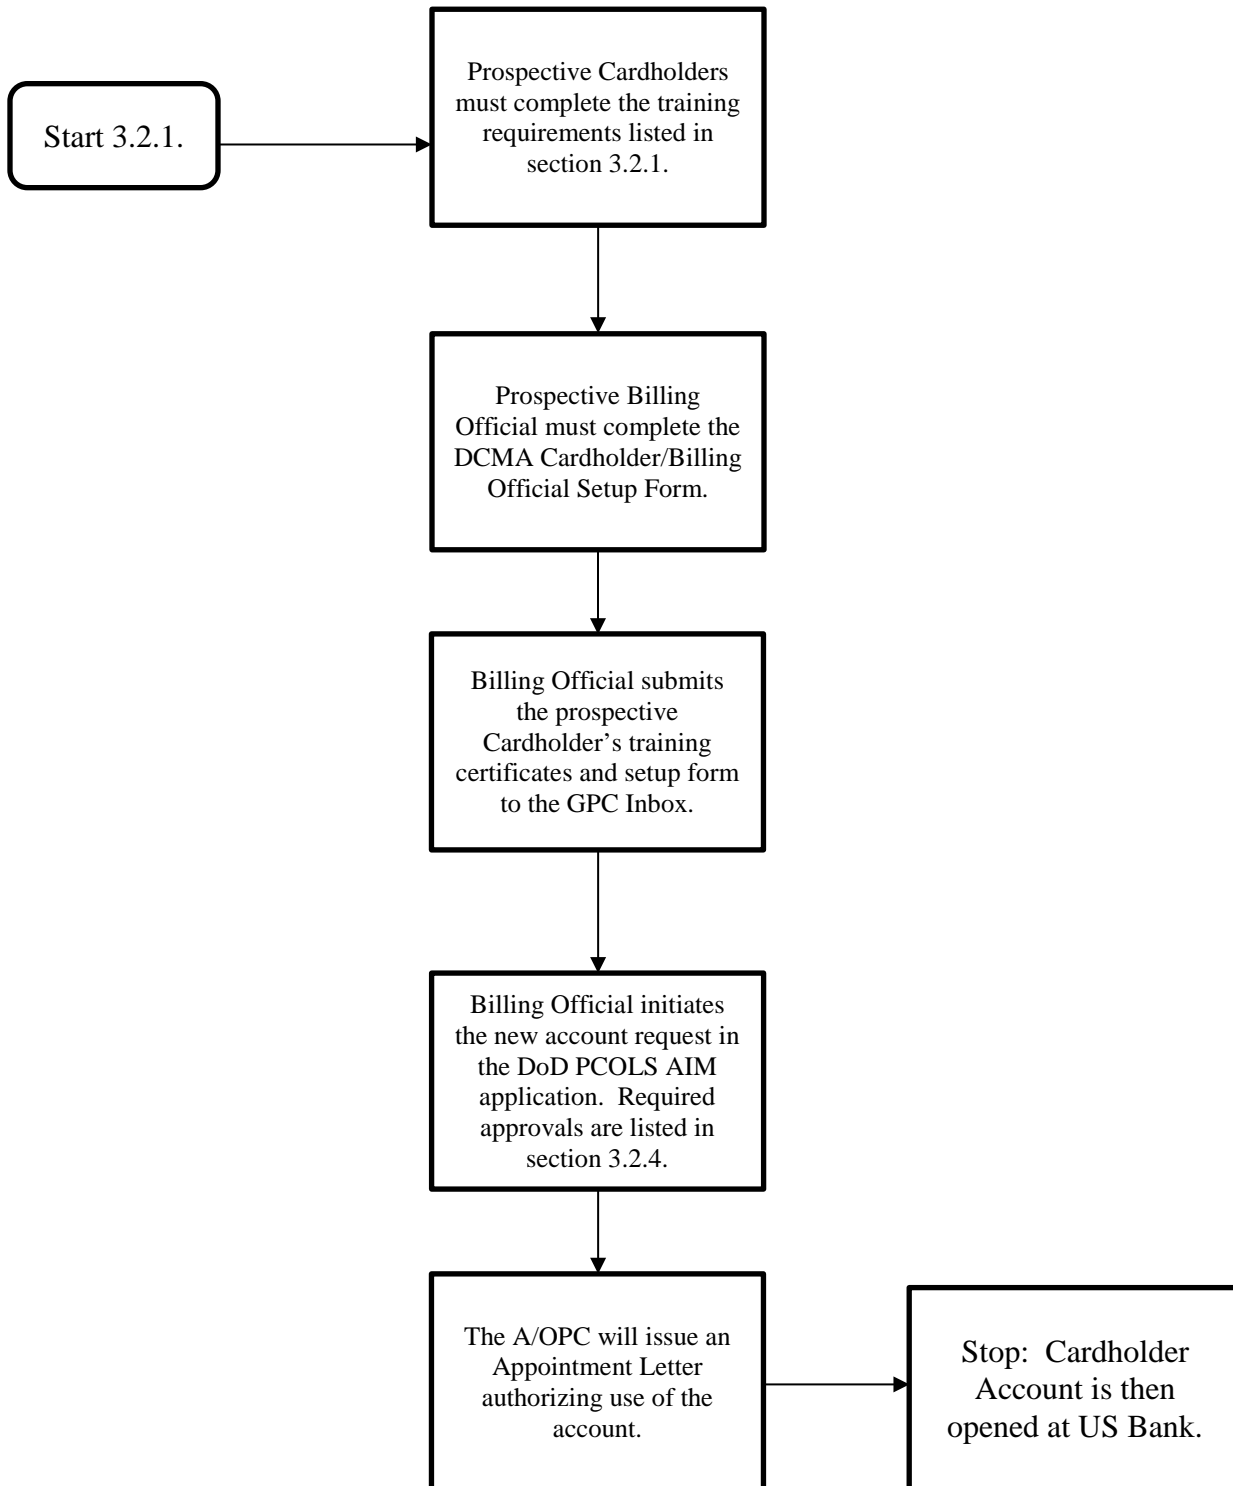 Start 3.2.1.
Prospective Cardholders
must complete the training
requirements listed in
section 3.2.1.
Prospective Billing
Official must complete the
DCMA Cardholder/Billing
Official Setup Form.
Billing Official submits
the prospective
Cardholder’s training
certificates and setup form
to the GPC Inbox.
Billing Official initiates
the new account request in
the DoD PCOLS AIM
application.  Required
approvals are listed in
section 3.2.4.
The A/OPC will issue an
Appointment Letter
authorizing use of the
account.
Stop:  Cardholder
Account is then
opened at US Bank.